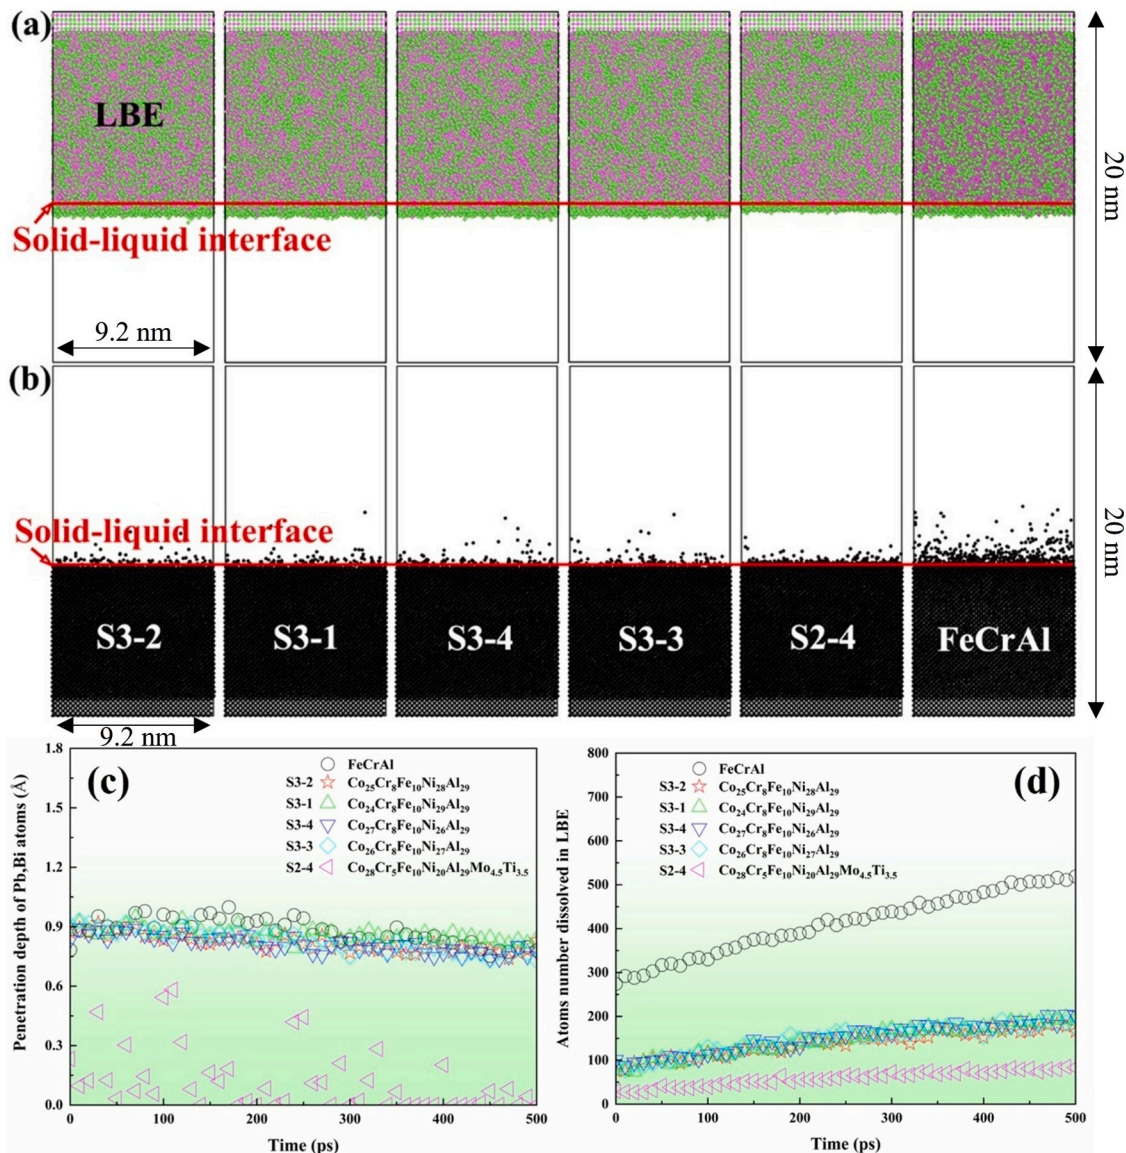 (a)
LBE
Solid-liquid interface
9.2 nm
20 nm
(b)
Solid-liquid interface
S3-2 S3-1 S3-4 S3-3 S2-4 FeCrAl
9.2 nm
20 nm
(c)
1.8
1.5
1.2
0.9
0.6
0.3
0.0
Penetration depth of Pb,Bi atoms (Å)
FeCrAl
S3-2 Co₂₅Cr₈Fe₁₀Ni₂₈Al₂₉
S3-1 Co₂₄Cr₈Fe₁₀Ni₂₉Al₂₉
S3-4 Co₂₇Cr₈Fe₁₀Ni₂₆Al₂₉
S3-3 Co₂₆Cr₈Fe₁₀Ni₂₇Al₂₉
S2-4 Co₂₈Cr₅Fe₁₀Ni₂₀Al₂₉Mo₄.₅Ti₃.₅
0 100 200 300 400 500
Time (ps)
(d)
800
700
600
500
400
300
200
100
0
Atoms number dissolved in LBE
FeCrAl
S3-2 Co₂₅Cr₈Fe₁₀Ni₂₈Al₂₉
S3-1 Co₂₄Cr₈Fe₁₀Ni₂₉Al₂₉
S3-4 Co₂₇Cr₈Fe₁₀Ni₂₆Al₂₉
S3-3 Co₂₆Cr₈Fe₁₀Ni₂₇Al₂₉
S2-4 Co₂₈Cr₅Fe₁₀Ni₂₀Al₂₉Mo₄.₅Ti₃.₅
0 100 200 300 400 500
Time (ps)